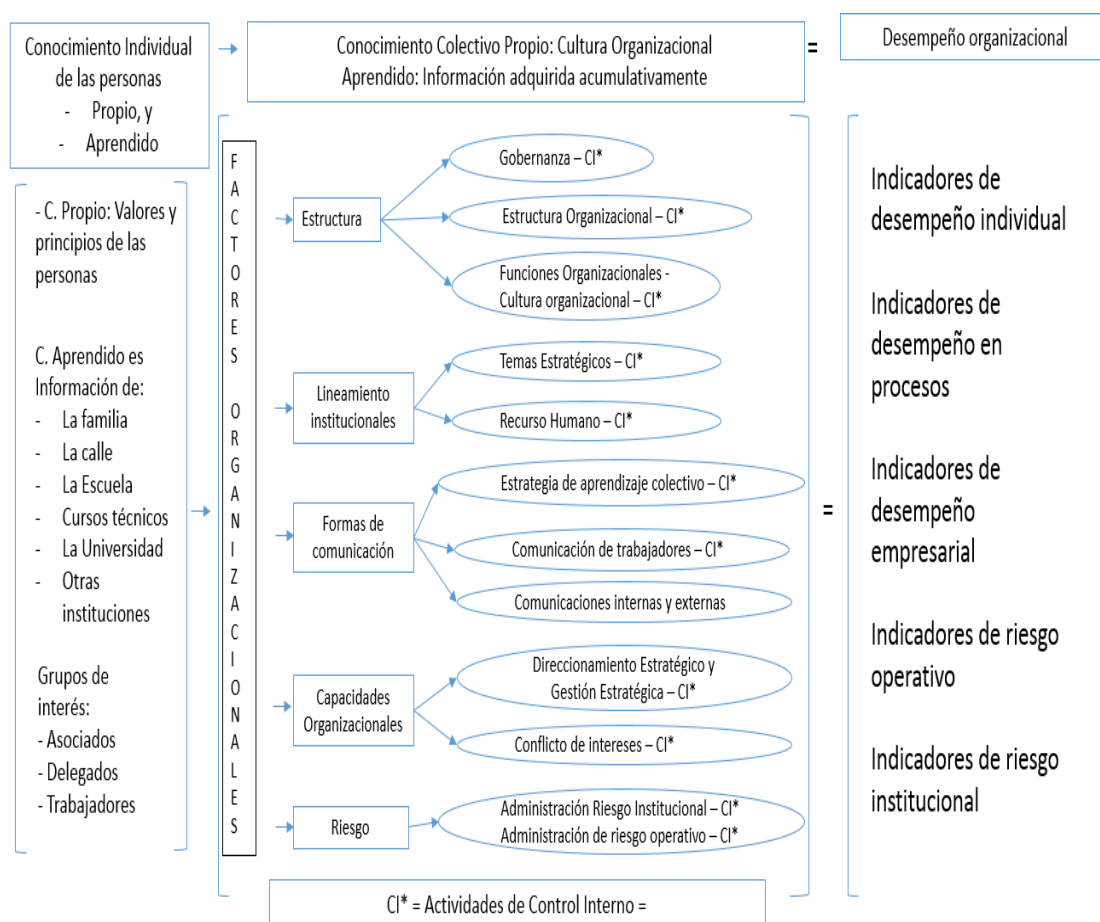 Conocimiento Individual
de las personas
- Propio, y
- Aprendido
Conocimiento Colectivo Propio: Cultura Organizacional
Aprendido: Información adquirida acumulativamente
=
Desempeño organizacional
- C. Propio: Valores y
principios de las
personas
C. Aprendido es
Información de:
- La familia
- La calle
- La Escuela
- Cursos técnicos
- La Universidad
- Otras
instituciones
Grupos de
interés:
- Asociados
- Delegados
- Trabajadores
FACTORES ORGANIZACIONALES
Estructura
Gobernanza – CI*
Estructura Organizacional – CI*
Funciones Organizacionales -
Cultura organizacional – CI*
Lineamiento
institucionales
Temas Estratégicos – CI*
Recurso Humano – CI*
Formas de
comunicación
Estrategia de aprendizaje colectivo – CI*
Comunicación de trabajadores – CI*
Comunicaciones internas y externas
Capacidades
Organizacionales
Direccionamiento Estratégico y
Gestión Estratégica – CI*
Conflicto de intereses – CI*
Riesgo
Administración Riesgo Institucional – CI*
Administración de riesgo operativo – CI*
=
Indicadores de
desempeño individual
Indicadores de
desempeño en
procesos
Indicadores de
desempeño
empresarial
Indicadores de riesgo
operativo
Indicadores de riesgo
institucional
CI* = Actividades de Control Interno =